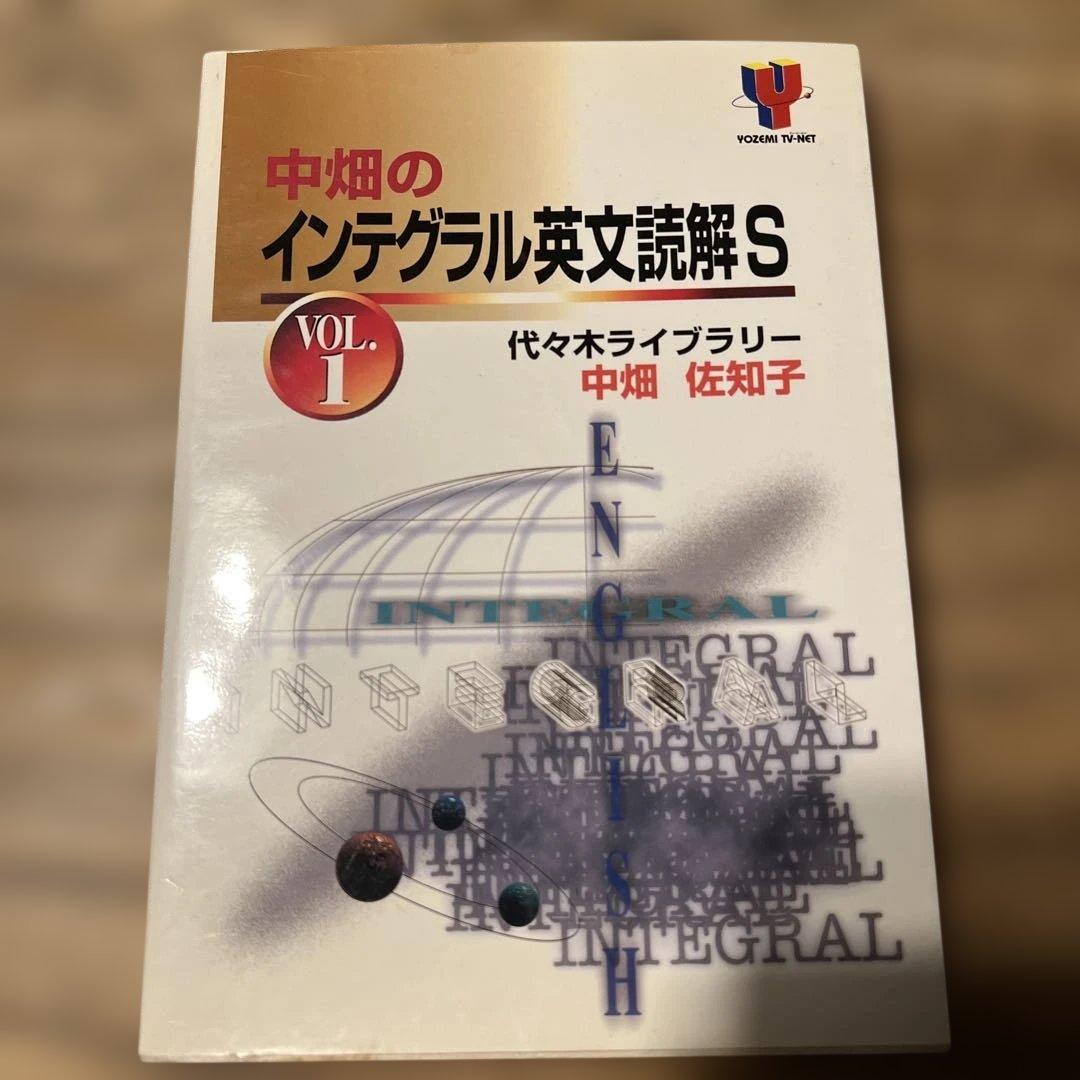 YOZEMI TV-NET
中畑の
インテグラル英文読解S
VOL.
1
代々木ライブラリー
中畑 佐知子
ENGLISH
INTEGRAL
INTEGRAL
INTEGRAL
INTEGRAL